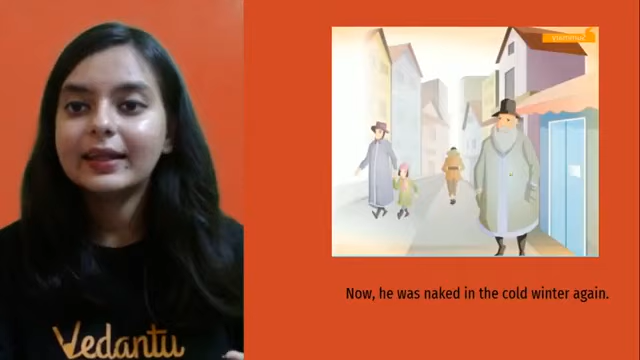 Now, he was naked in the cold winter again.
Vedantu